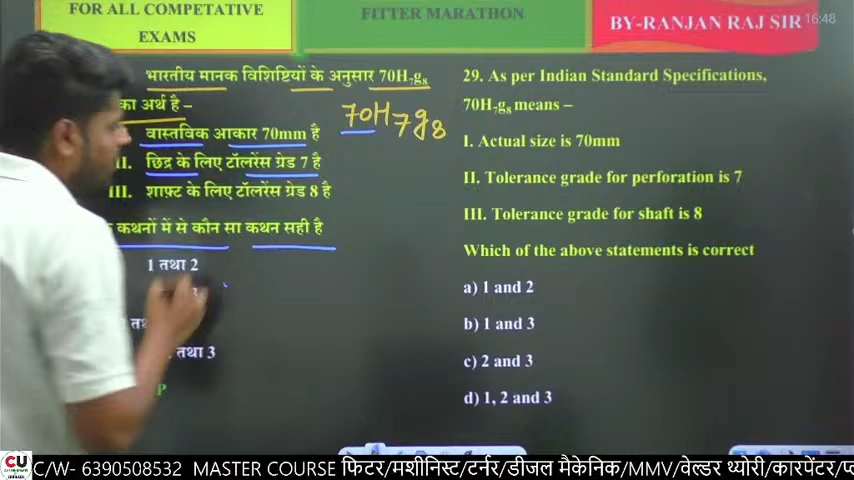 FOR ALL COMPETATIVE
EXAMS
FITTER MARATHON
BY-RANJAN RAJ SIR
16:48
भारतीय मानक विशिष्टियों के अनुसार 70H₇g₈
का अर्थ है –
वास्तविक आकार 70mm है
II. छिद्र के लिए टॉलरेंस ग्रेड 7 है
III. शाफ़्ट के लिए टॉलरेंस ग्रेड 8 है
कथनों में से कौन सा कथन सही है
1 तथा 2
तथा 3
P
70H₇g₈
29. As per Indian Standard Specifications,
70H₇g₈ means –
I. Actual size is 70mm
II. Tolerance grade for perforation is 7
III. Tolerance grade for shaft is 8
Which of the above statements is correct
a) 1 and 2
b) 1 and 3
c) 2 and 3
d) 1, 2 and 3
CU
C/W- 6390508532 MASTER COURSE फिटर/मशीनिस्ट/टर्नर/डीजल मैकेनिक/MMV/वेल्डर थ्योरी/कारपेंटर/